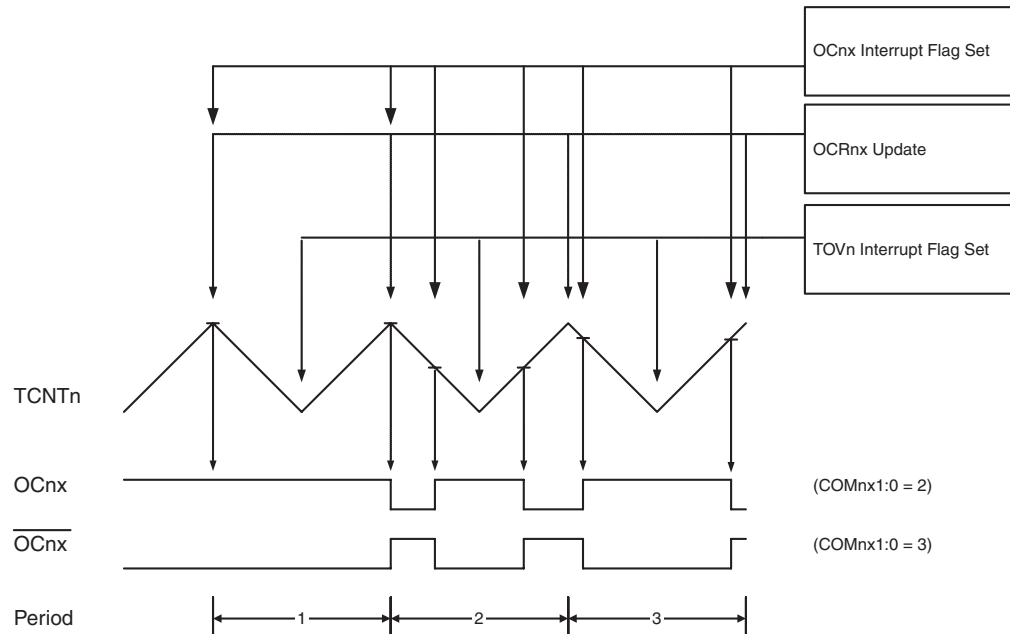 OCnx Interrupt Flag Set
OCRnx Update
TOVn Interrupt Flag Set
TCNTn
OCnx
(COMnx1:0 = 2)
OCnx
(COMnx1:0 = 3)
Period
1
2
3